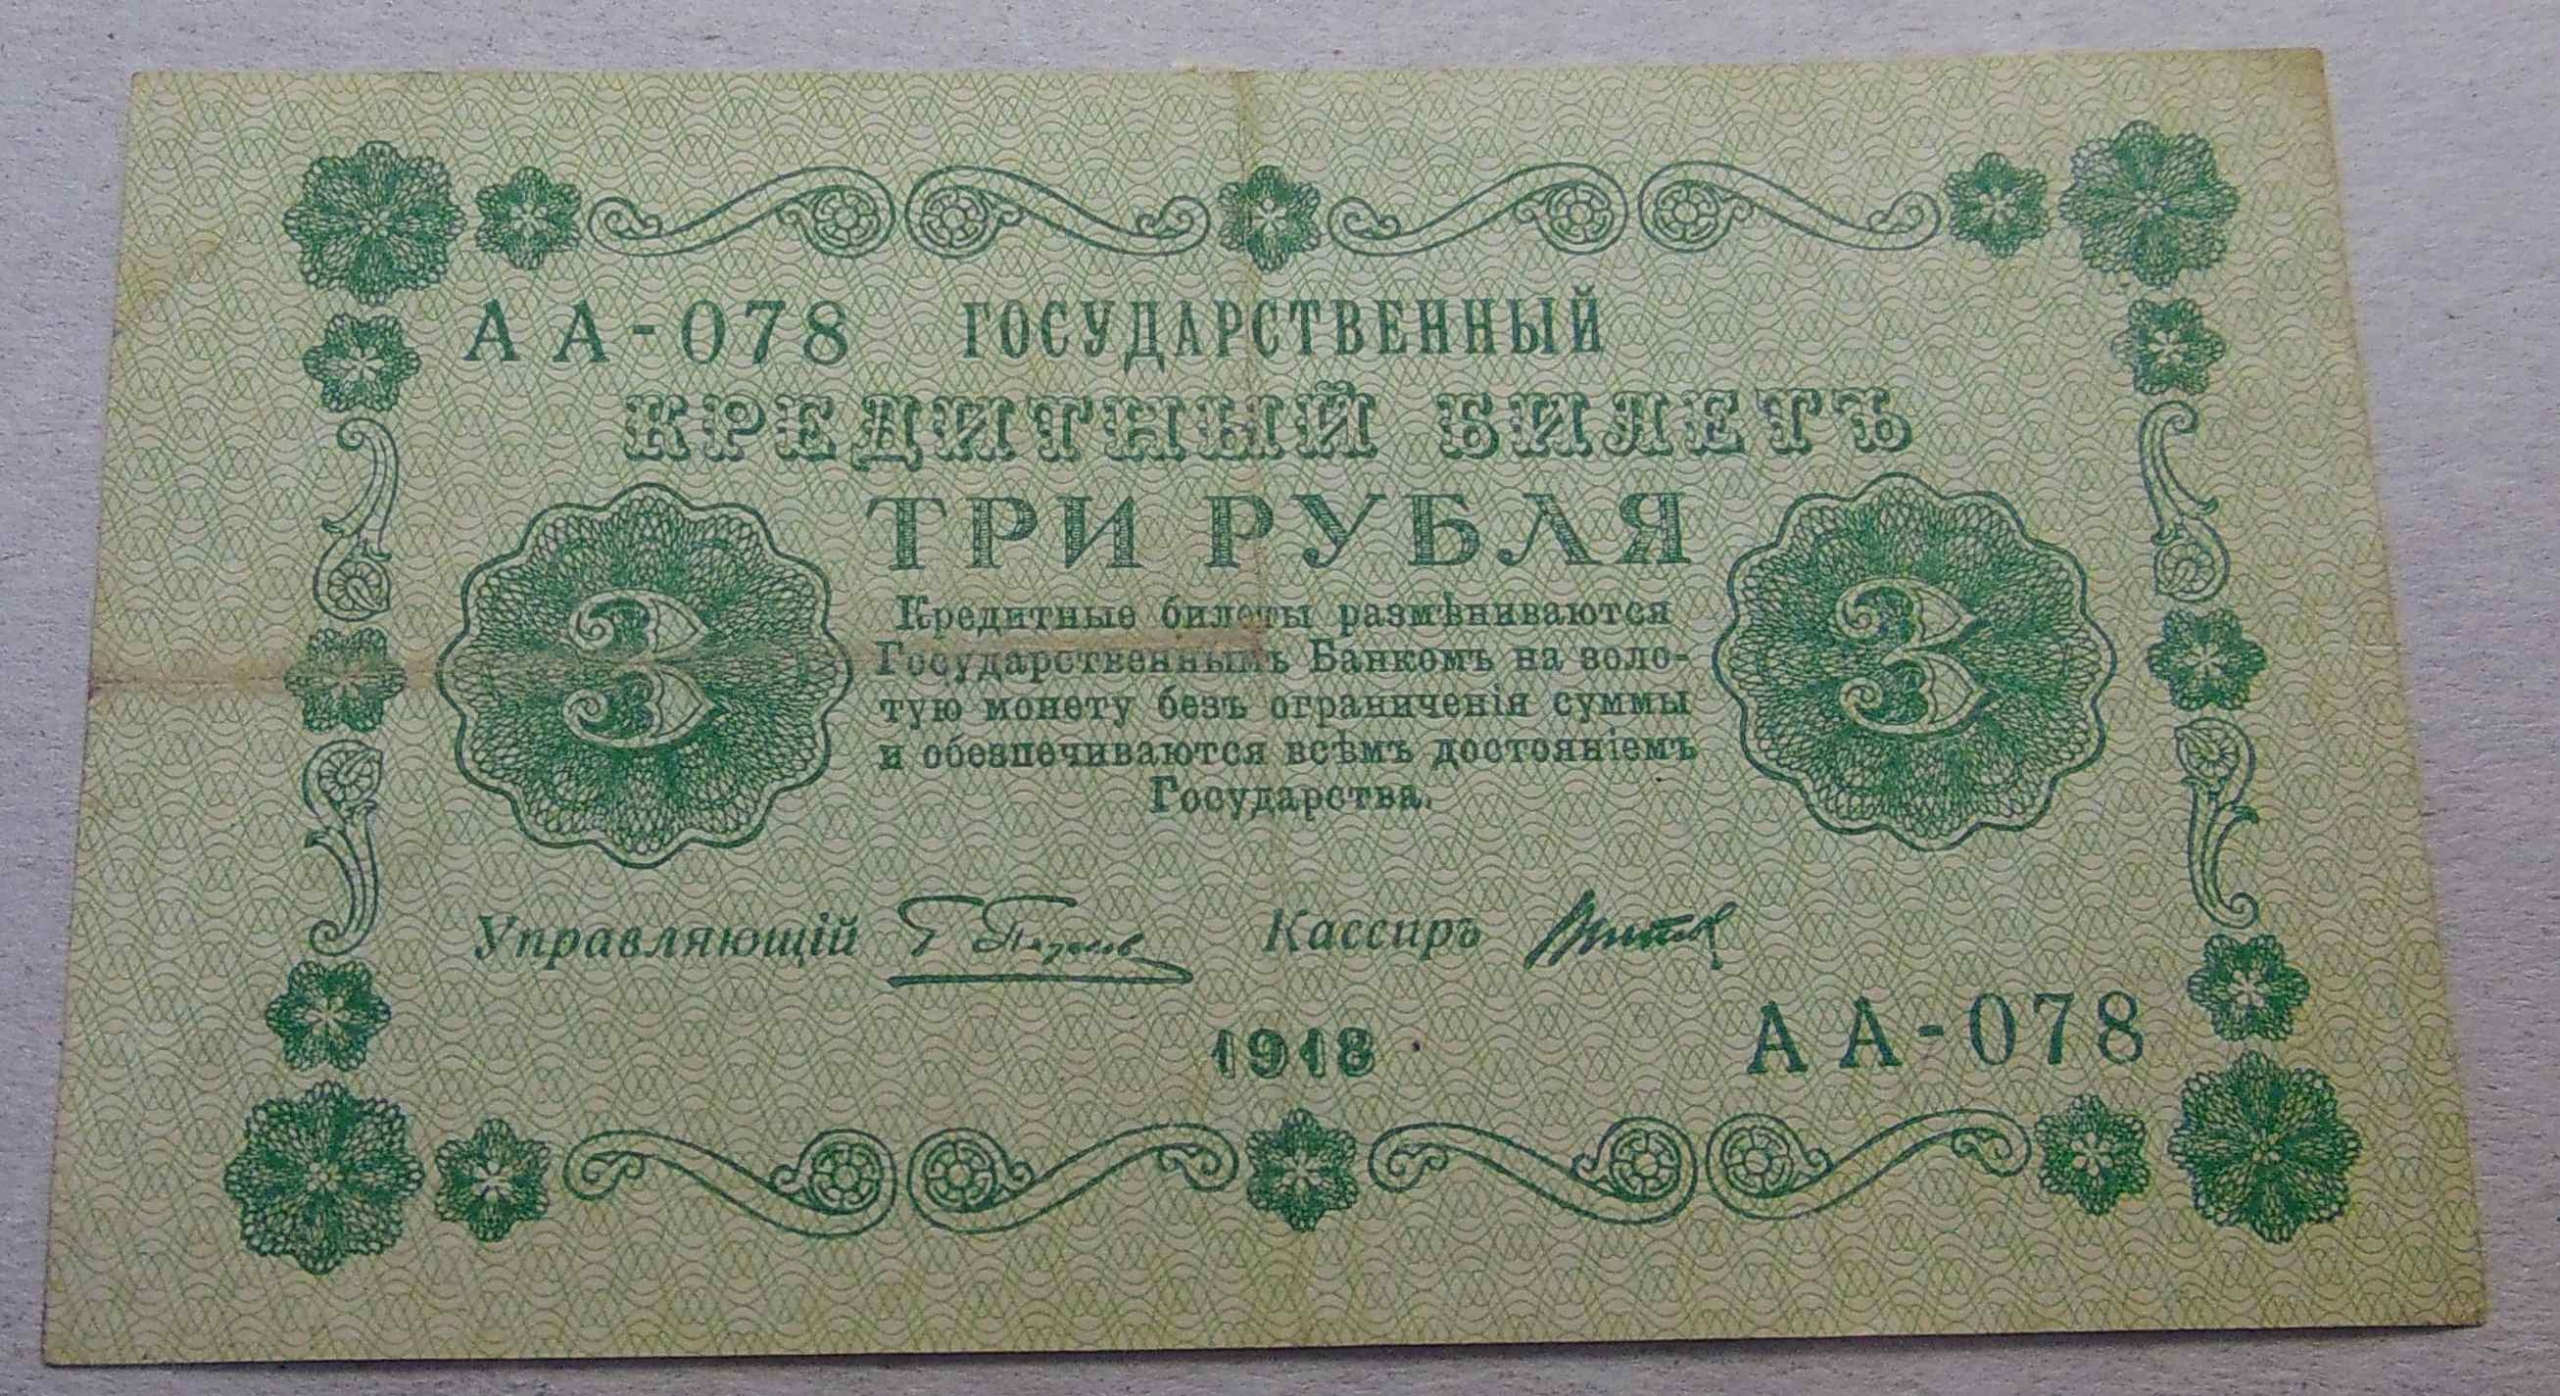 АА-078 ГОСУДАРСТВЕННЫЙ
КРЕДИТНЫЙ БИЛЕТЪ
ТРИ РУБЛЯ
3
3
Кредитные билеты размѣниваются
Государственнымъ Банкомъ на золо-
тую монету безъ ограниченія суммы
и обезпечиваются всѣмъ достояніемъ
Государства.
Управляющій
Кассиръ
1918
АА-078